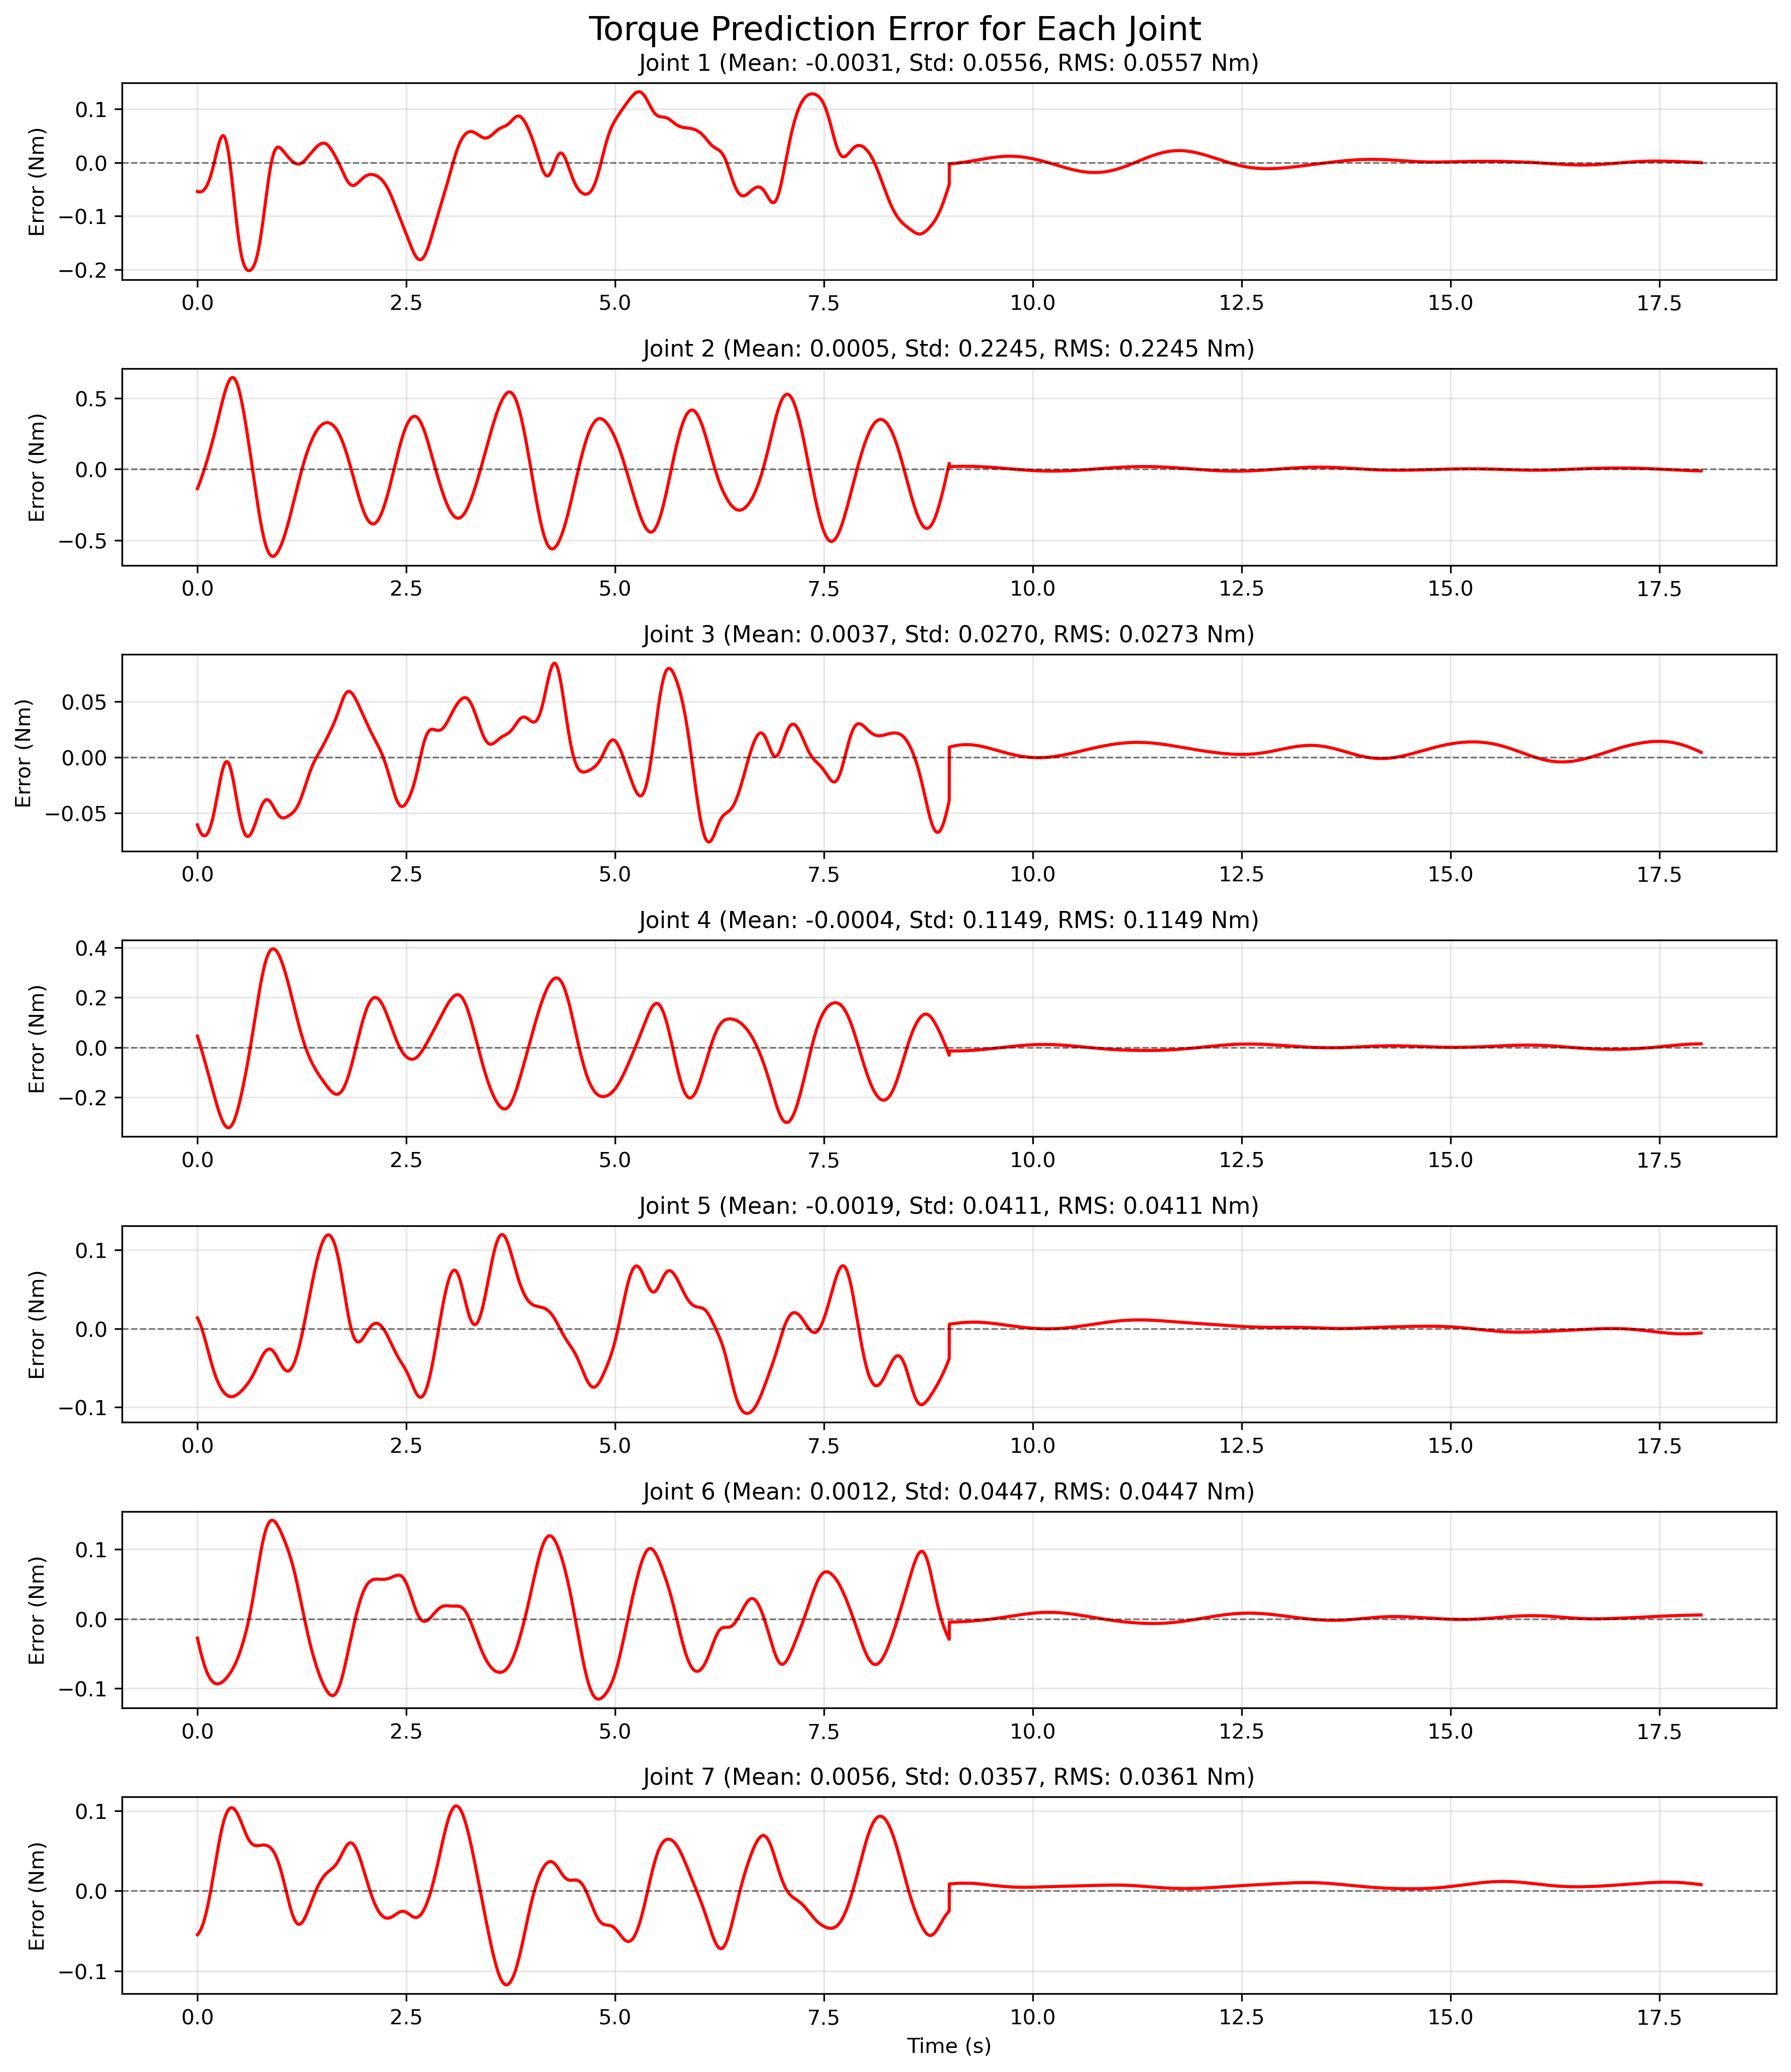 Torque Prediction Error for Each Joint
Joint 1 (Mean: -0.0031, Std: 0.0556, RMS: 0.0557 Nm)
Error (Nm)
0.1
0.0
−0.1
−0.2
0.0 2.5 5.0 7.5 10.0 12.5 15.0 17.5
Joint 2 (Mean: 0.0005, Std: 0.2245, RMS: 0.2245 Nm)
Error (Nm)
0.5
0.0
−0.5
0.0 2.5 5.0 7.5 10.0 12.5 15.0 17.5
Joint 3 (Mean: 0.0037, Std: 0.0270, RMS: 0.0273 Nm)
Error (Nm)
0.05
0.00
−0.05
0.0 2.5 5.0 7.5 10.0 12.5 15.0 17.5
Joint 4 (Mean: -0.0004, Std: 0.1149, RMS: 0.1149 Nm)
Error (Nm)
0.4
0.2
0.0
−0.2
0.0 2.5 5.0 7.5 10.0 12.5 15.0 17.5
Joint 5 (Mean: -0.0019, Std: 0.0411, RMS: 0.0411 Nm)
Error (Nm)
0.1
0.0
−0.1
0.0 2.5 5.0 7.5 10.0 12.5 15.0 17.5
Joint 6 (Mean: 0.0012, Std: 0.0447, RMS: 0.0447 Nm)
Error (Nm)
0.1
0.0
−0.1
0.0 2.5 5.0 7.5 10.0 12.5 15.0 17.5
Joint 7 (Mean: 0.0056, Std: 0.0357, RMS: 0.0361 Nm)
Error (Nm)
0.1
0.0
−0.1
0.0 2.5 5.0 7.5 10.0 12.5 15.0 17.5
Time (s)